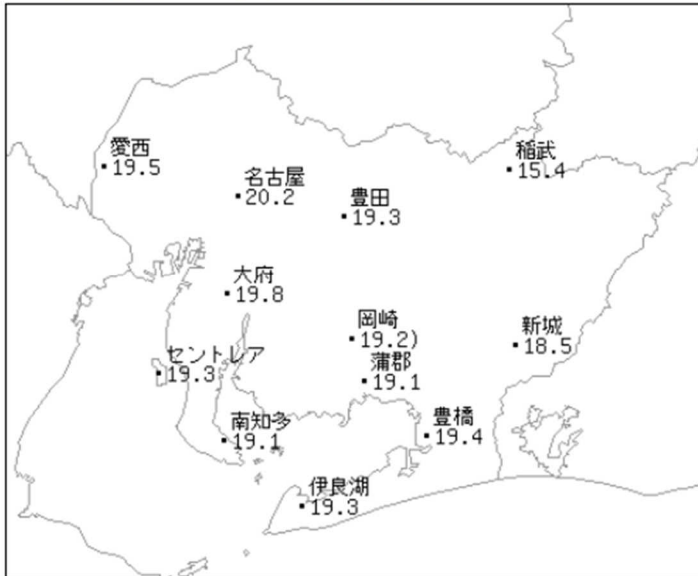 愛西
19.5
稲武
15.4
名古屋
20.2
豊田
19.3
大府
19.8
岡崎
19.2)
新城
18.5
セントレア
19.3
蒲郡
19.1
南知多
19.1
豊橋
19.4
伊良湖
19.3